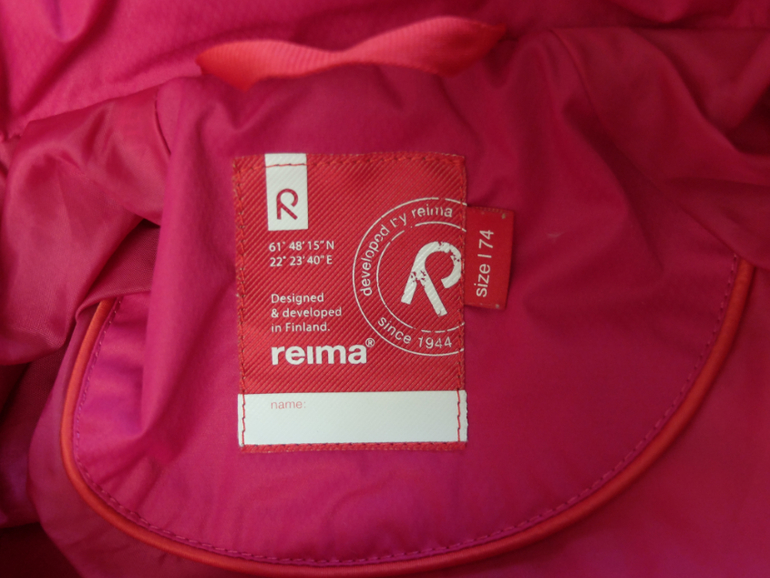 R
61° 48' 15" N
22° 23' 40" E
Designed
& developed
in Finland.
reima®
name:
developed by reima
R
since 1944
size | 74